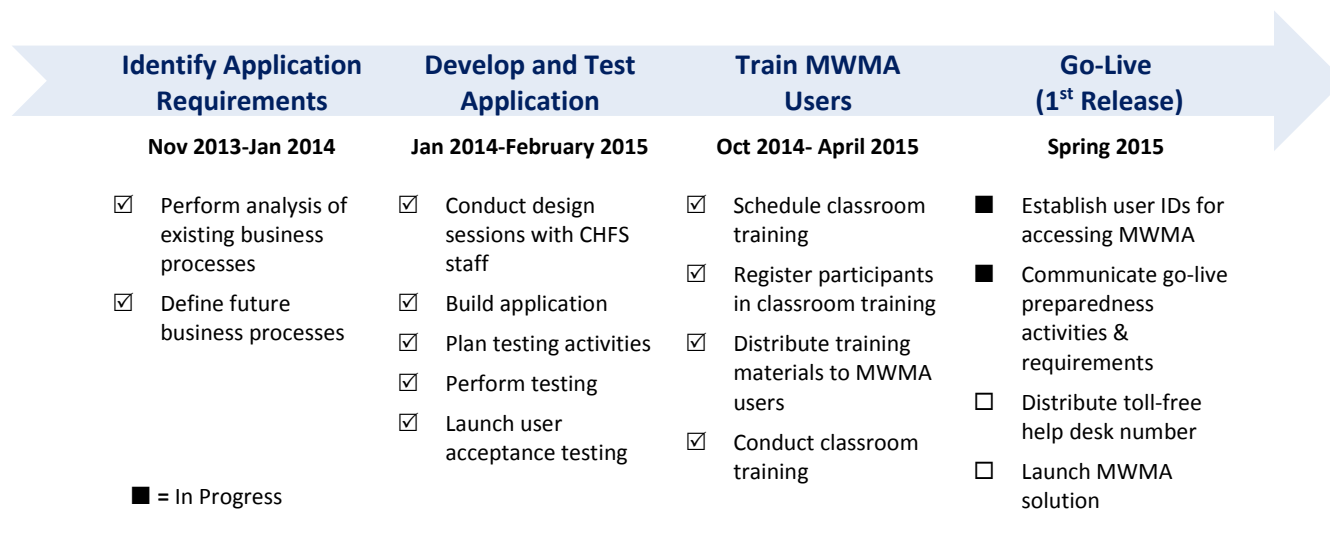 Identify Application
Requirements
Nov 2013-Jan 2014
☑ Perform analysis of
existing business
processes
☑ Define future
business processes
Develop and Test
Application
Jan 2014-February 2015
☑ Conduct design
sessions with CHFS
staff
☑ Build application
☑ Plan testing activities
☑ Perform testing
☑ Launch user
acceptance testing
Train MWMA
Users
Oct 2014- April 2015
☑ Schedule classroom
training
☑ Register participants
in classroom training
☑ Distribute training
materials to MWMA
users
☑ Conduct classroom
training
Go-Live
(1st Release)
Spring 2015
■ Establish user IDs for
accessing MWMA
■ Communicate go-live
preparedness
activities &
requirements
☐ Distribute toll-free
help desk number
☐ Launch MWMA
solution
■ = In Progress